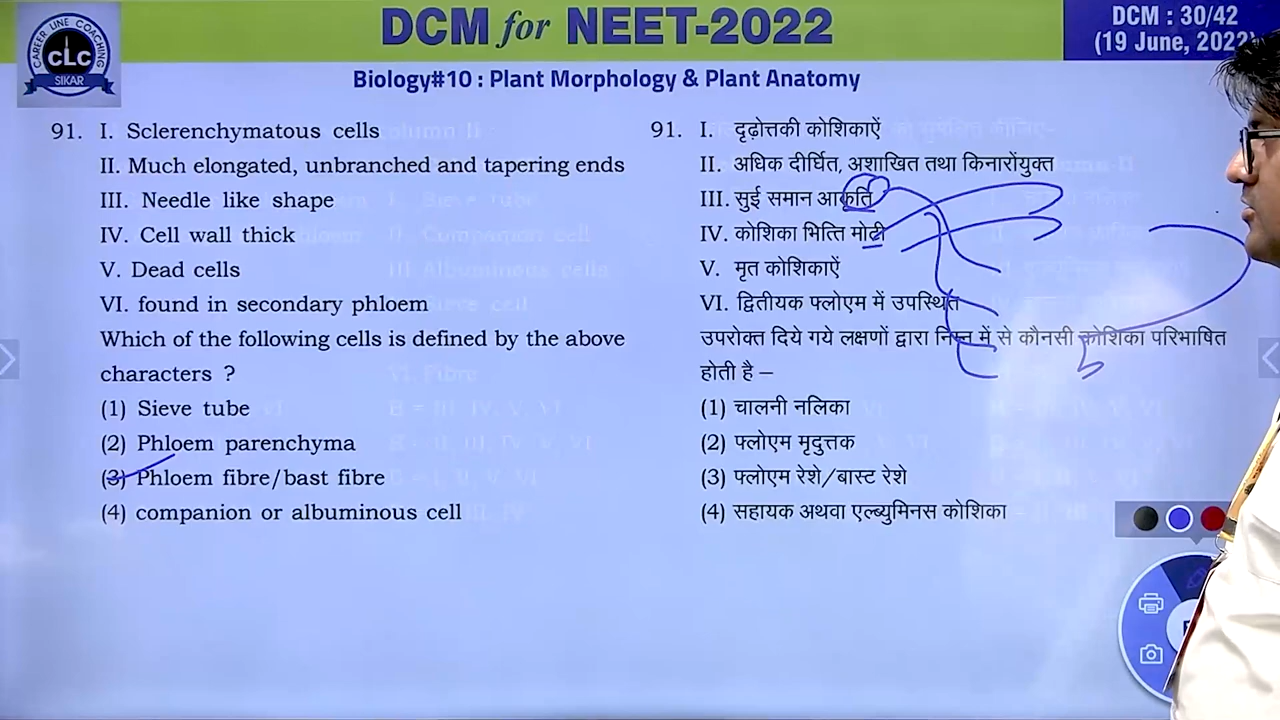 CAREER LINE COACHING
CLC
SIKAR
DCM for NEET-2022
DCM : 30/42
(19 June, 2022)
Biology#10 : Plant Morphology & Plant Anatomy
91. I. Sclerenchymatous cells
II. Much elongated, unbranched and tapering ends
III. Needle like shape
IV. Cell wall thick
V. Dead cells
VI. found in secondary phloem
Which of the following cells is defined by the above
characters ?
(1) Sieve tube
(2) Phloem parenchyma
(3) Phloem fibre/bast fibre
(4) companion or albuminous cell
91. I. दृढ़ोत्तकी कोशिकाऐं
II. अधिक दीर्घित, अशाखित तथा किनारोंयुक्त
III. सुई समान आकृति
IV. कोशिका भित्ति मोटी
V. मृत कोशिकाऐं
VI. द्वितीयक फ्लोएम में उपस्थित
उपरोक्त दिये गये लक्षणों द्वारा निम्न में से कौनसी कोशिका परिभाषित
होती है –
(1) चालनी नलिका
(2) फ्लोएम मृदुत्तक
(3) फ्लोएम रेशे/बास्ट रेशे
(4) सहायक अथवा एल्ब्युमिनस कोशिका